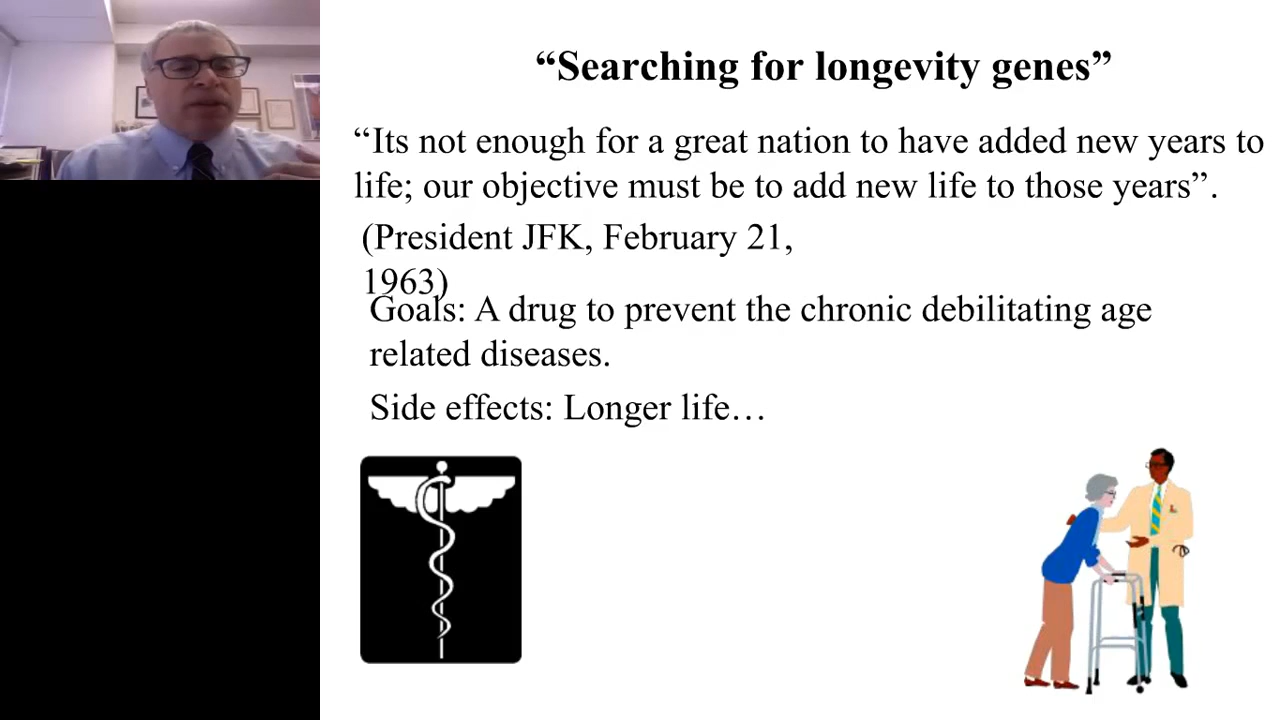 “Searching for longevity genes”
“Its not enough for a great nation to have added new years to
life; our objective must be to add new life to those years”.
(President JFK, February 21,
1963)
Goals: A drug to prevent the chronic debilitating age
related diseases.
Side effects: Longer life…